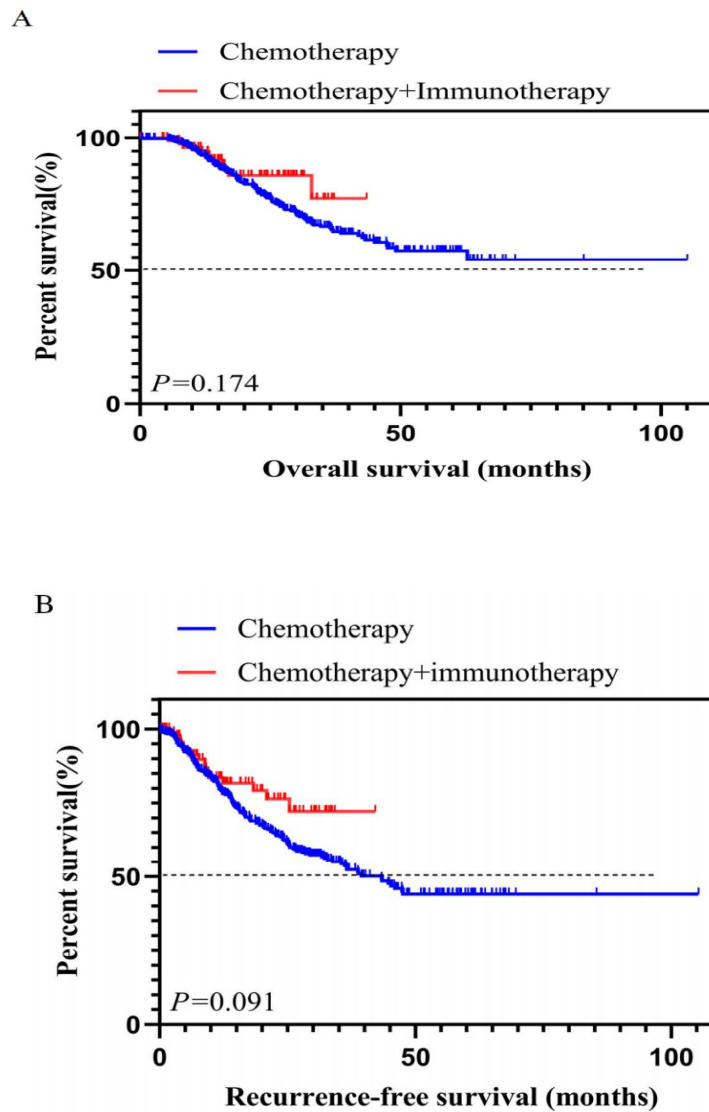 A
Chemotherapy
Chemotherapy+Immunotherapy
100
50
0
Percent survival(%)
P=0.174
0 50 100
Overall survival (months)
B
Chemotherapy
Chemotherapy+immunotherapy
100
50
0
Percent survival(%)
P=0.091
0 50 100
Recurrence-free survival (months)